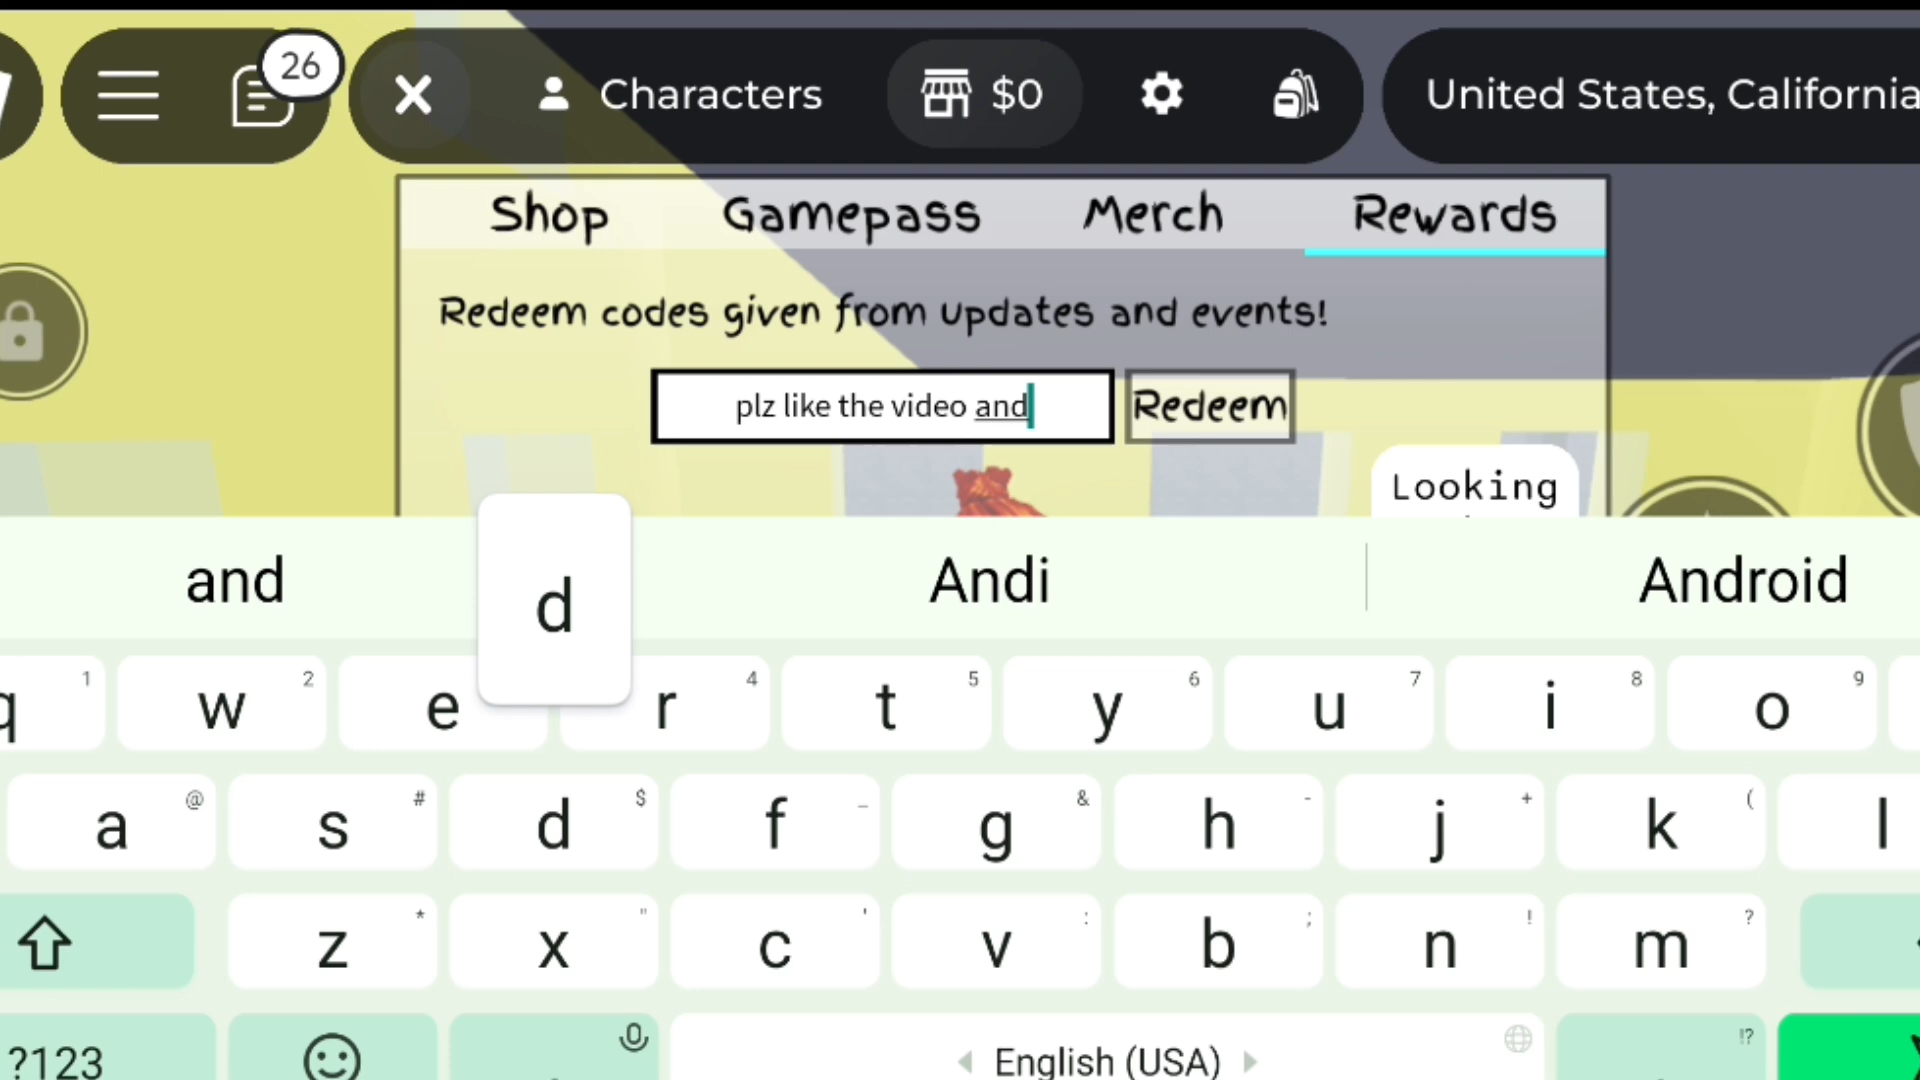 26
Characters
$0
United States, California
Shop Gamepass Merch Rewards
Redeem codes given from updates and events!
plz like the video and
Redeem
Looking
and
d
Andi
Android
q 1 w 2 e r 4 t 5 y 6 u 7 i 8 o 9
a @ s # d $ f _ g & h - j + k ( l
z * x " c ' v : b ; n ! m ?
?123
English (USA)
!?